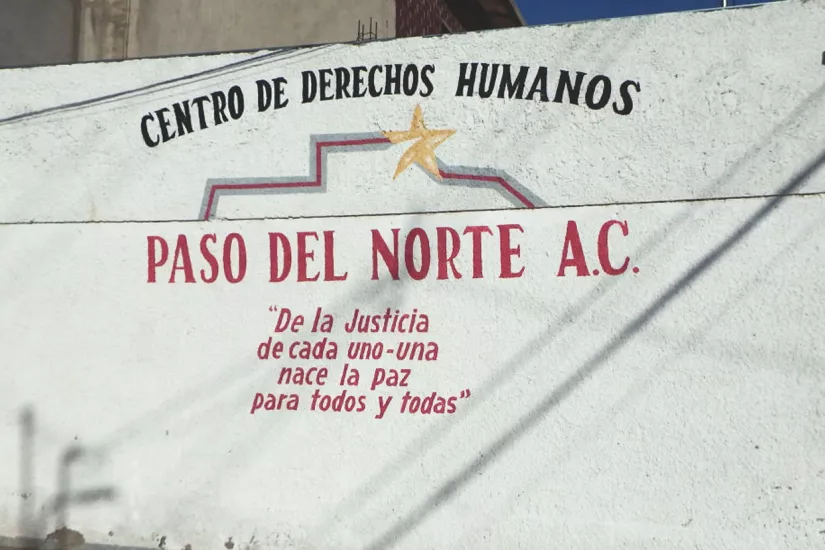 CENTRO DE DERECHOS HUMANOS
PASO DEL NORTE A.C.
"De la Justicia
de cada uno-una
nace la paz
para todos y todas"